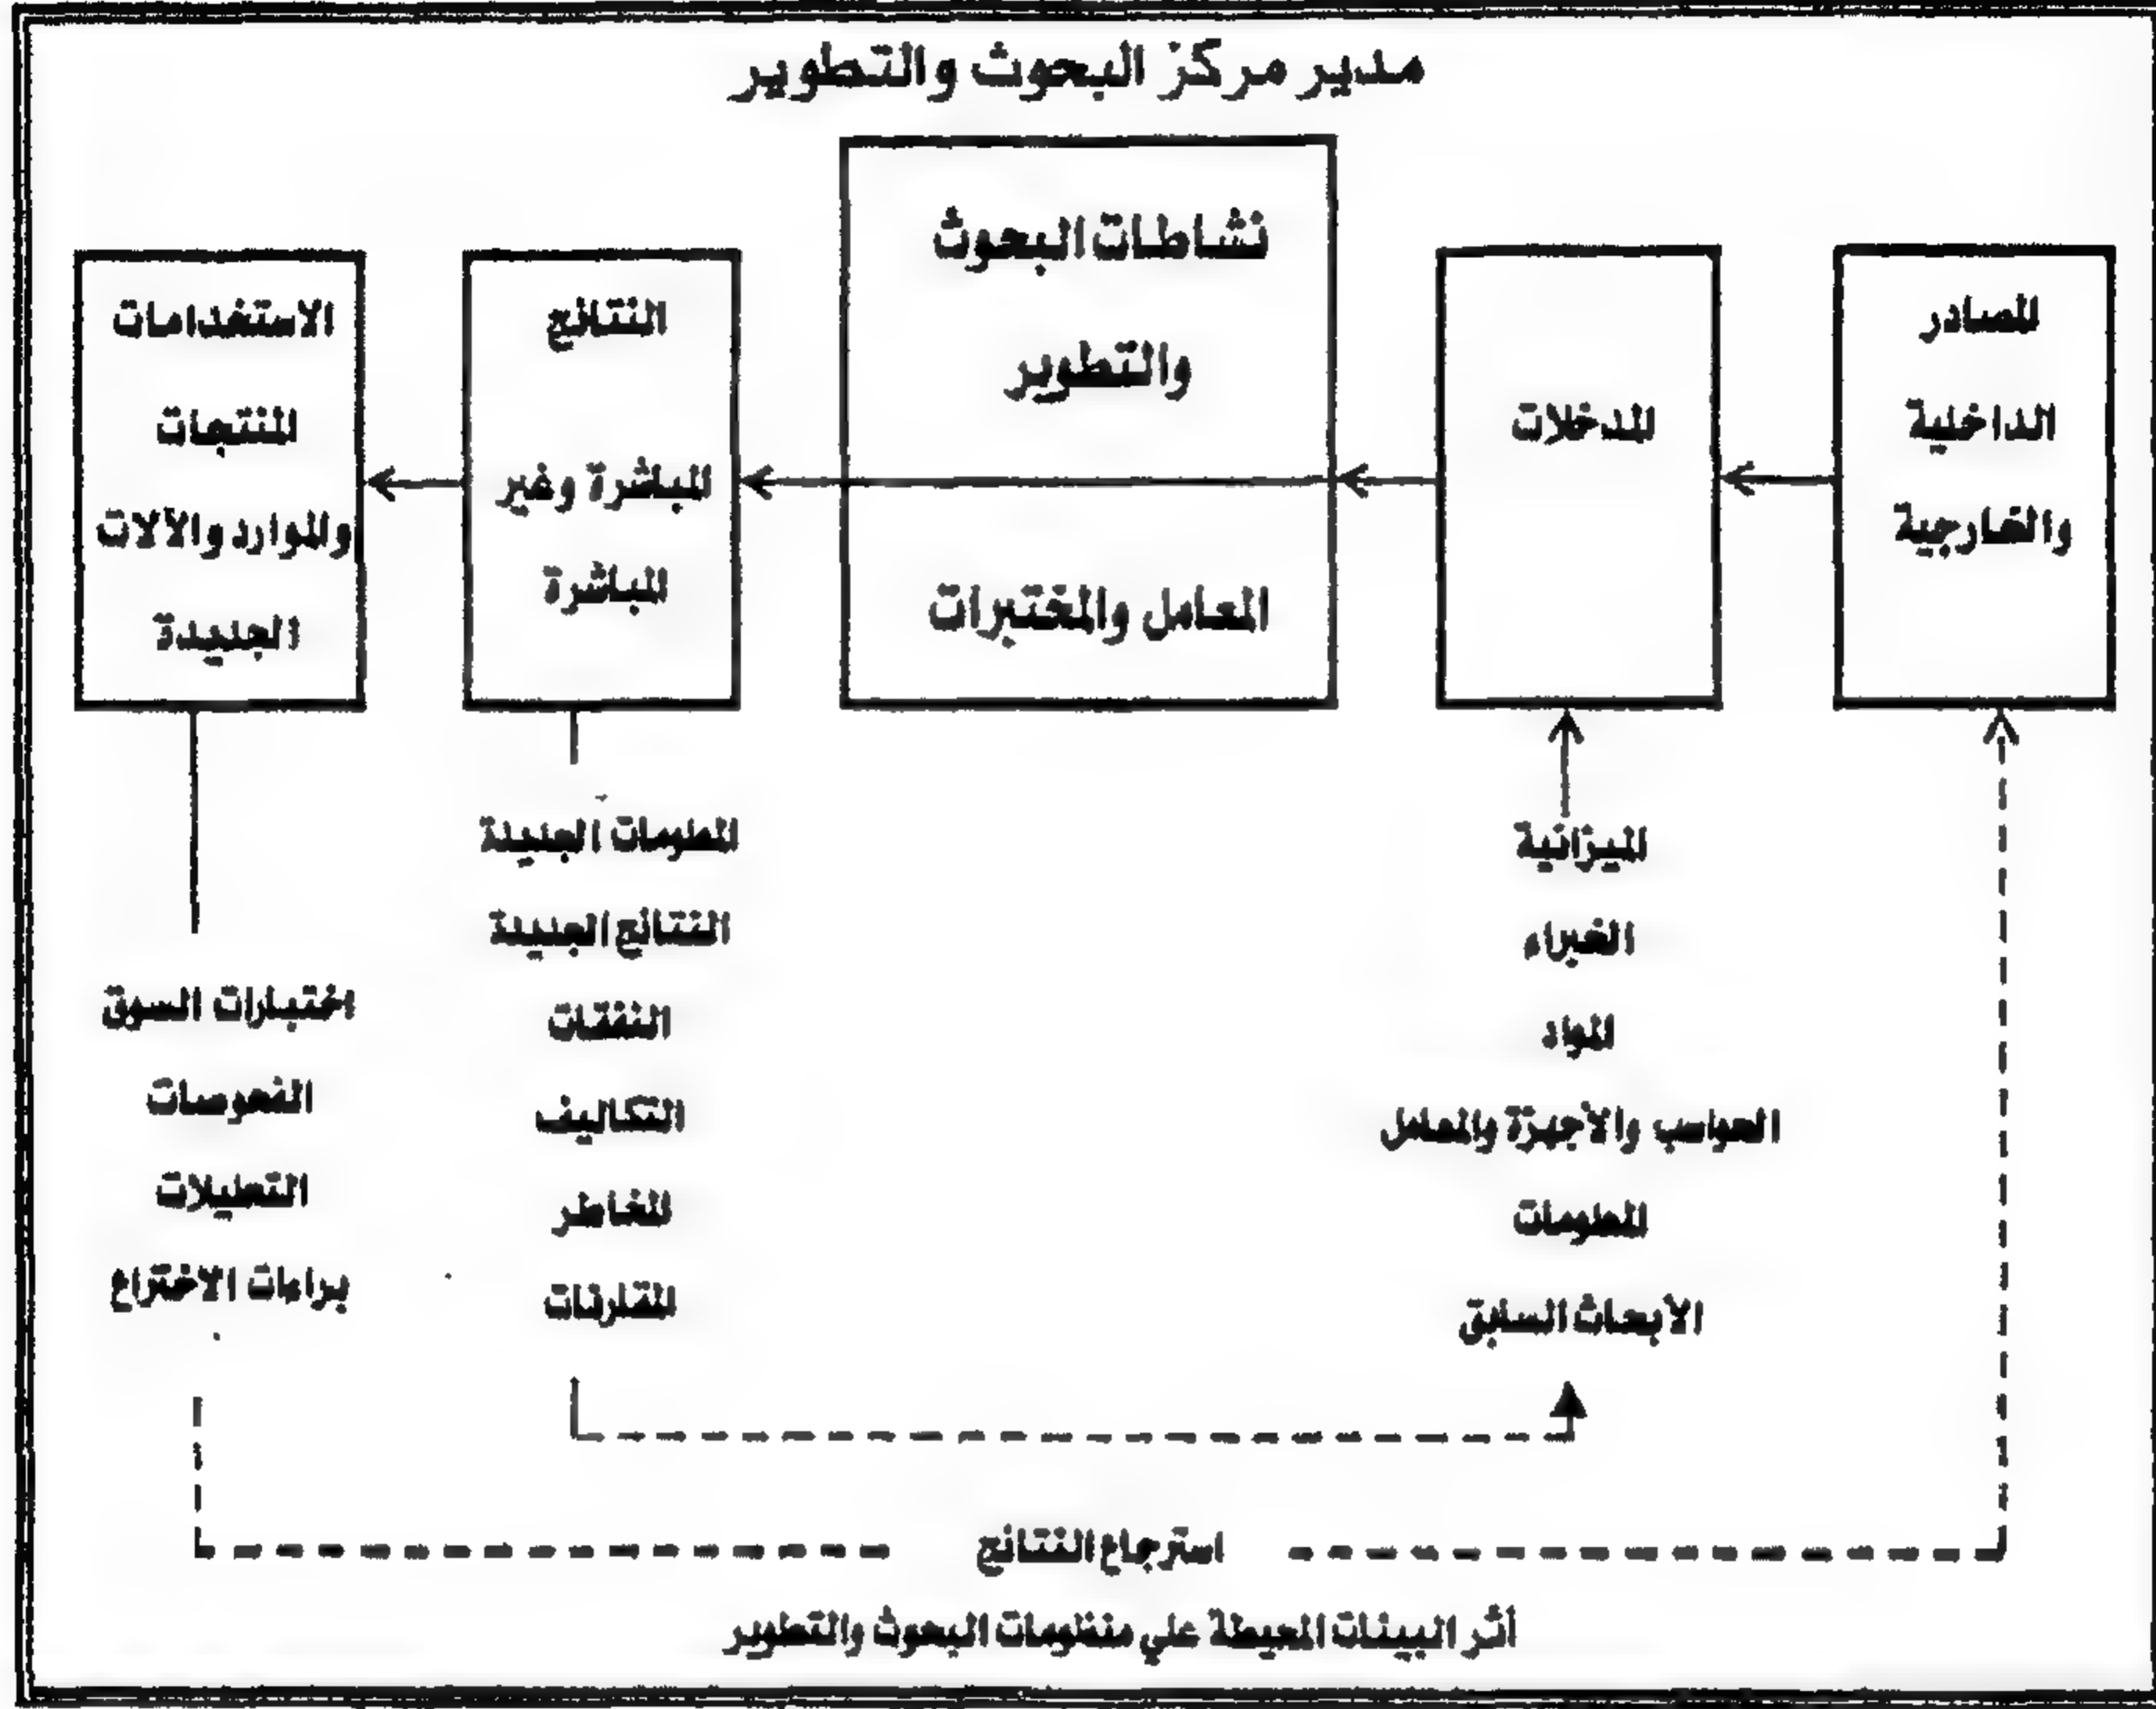 مدير مركز البحوث والتطوير
المصادر
الداخلية
والخارجية
المدخلات
نشاطات البحوث
والتطوير
المعامل والمختبرات
النتائج
المباشرة وغير
المباشرة
الاستخدامات
المنتجات
والموارد والآلات
الجديدة
الميزانية
الخبراء
المواد
الحواسب والأجهزة والمعامل
المعلومات
الأبحاث السابق
المعلومات الجديدة
النتائج الجديدة
النفقات
التكاليف
المخاطر
المقارنات
اختبارات السوق
الفحوصات
التحليلات
براءات الاختراع
استرجاع النتائج
أثر البيئات المحيطة علي منظومات البحوث والتطوير